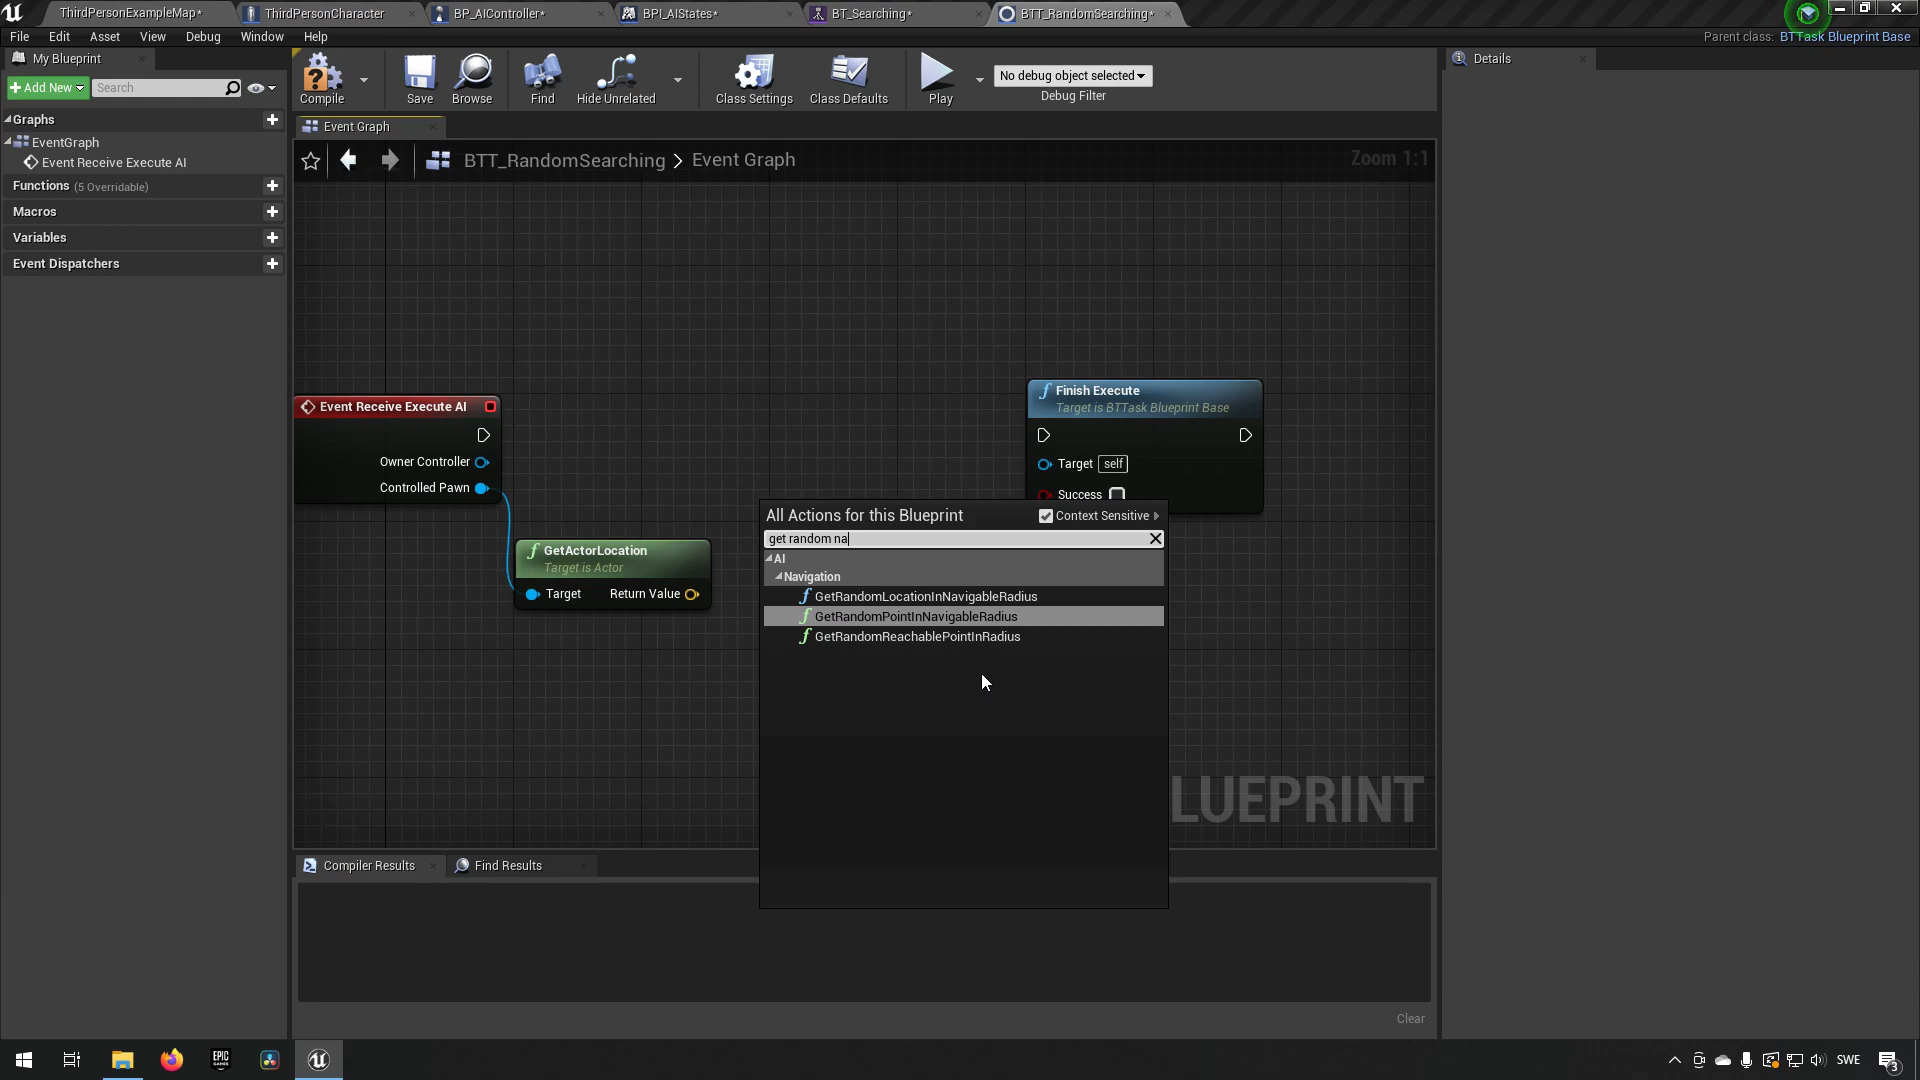 ThirdPersonExampleMap*
ThirdPersonCharacter
BP_AIController*
BPI_AIStates*
BT_Searching*
BTT_RandomSearching*
File Edit Asset View Debug Window Help
Parent class: BTTask Blueprint Base
My Blueprint
Add New
Search
Graphs
EventGraph
Event Receive Execute AI
Functions (5 Overridable)
Macros
Variables
Event Dispatchers
Compile
Save
Browse
Find
Hide Unrelated
Class Settings
Class Defaults
Play
No debug object selected
Debug Filter
Details
Event Graph
BTT_RandomSearching > Event Graph
Zoom 1:1
Event Receive Execute AI
Owner Controller
Controlled Pawn
GetActorLocation
Target is Actor
Target Return Value
Finish Execute
Target is BTTask Blueprint Base
Target self
Success
All Actions for this Blueprint
Context Sensitive
get random na
AI
Navigation
GetRandomLocationInNavigableRadius
GetRandomPointInNavigableRadius
GetRandomReachablePointInRadius
LUEPRINT
Compiler Results
Find Results
Clear
EPIC
GAMES
SWE
3